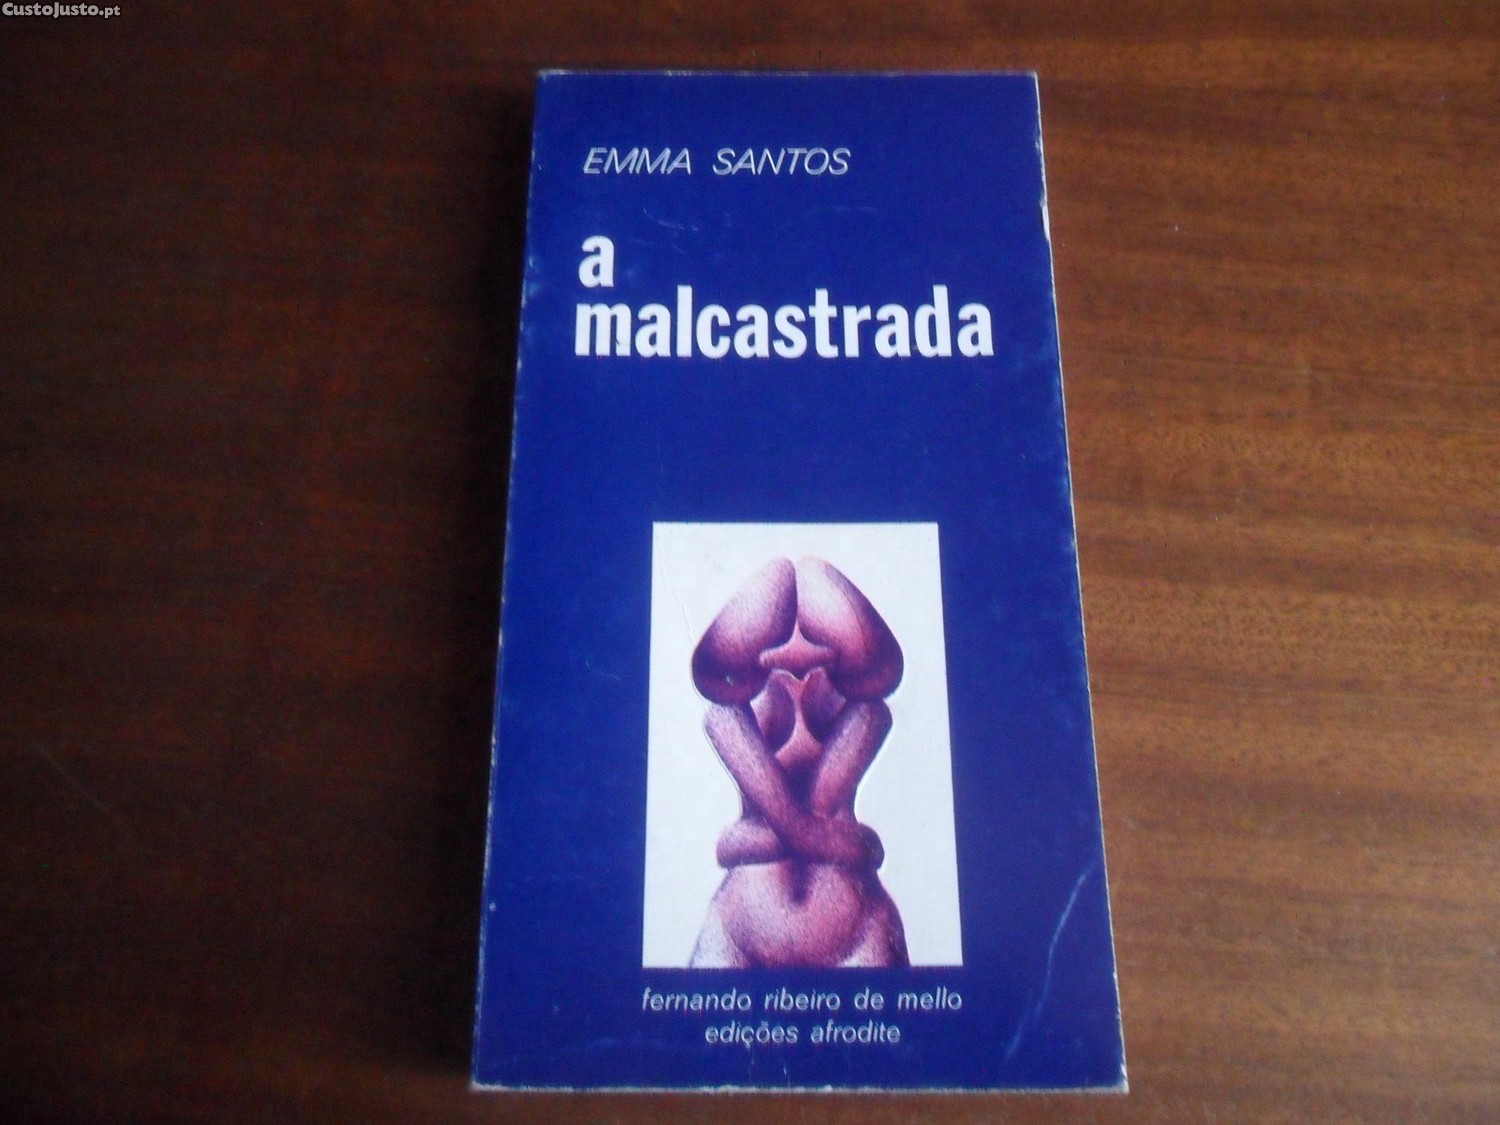 CustoJusto.pt
EMMA SANTOS
a
malcastrada
fernando ribeiro de mello
edições afrodite